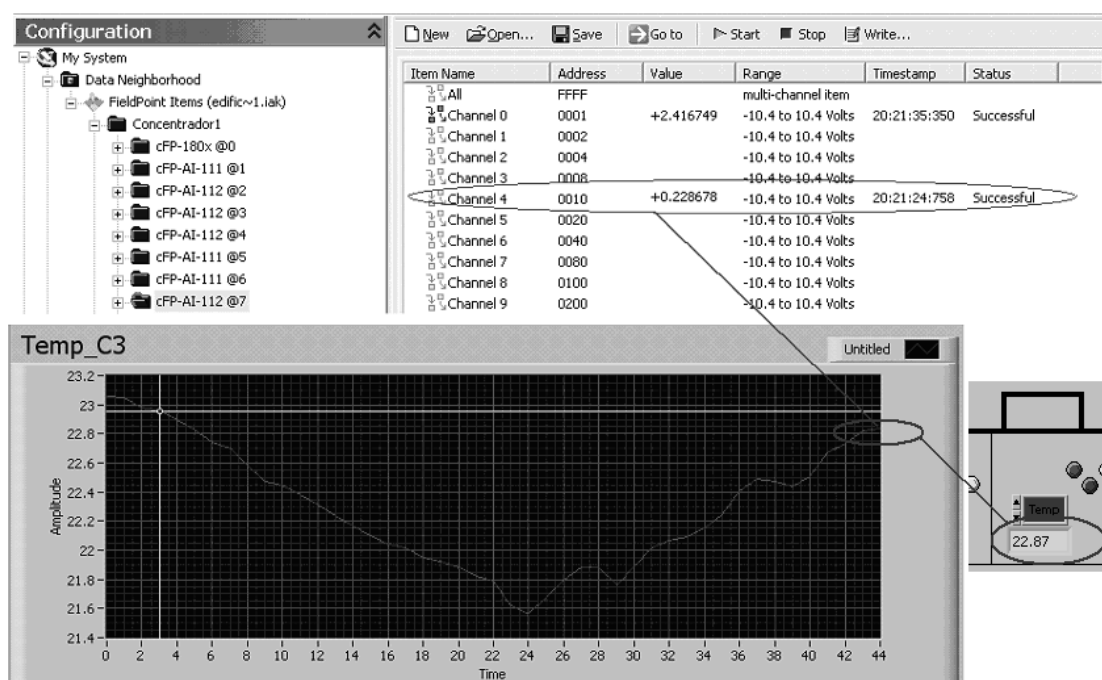 Configuration
My System
Data Neighborhood
FieldPoint Items (edific~1.iak)
Concentrador1
cFP-180x @0
cFP-AI-111 @1
cFP-AI-112 @2
cFP-AI-112 @3
cFP-AI-112 @4
cFP-AI-111 @5
cFP-AI-111 @6
cFP-AI-112 @7
New Open... Save Go to Start Stop Write...
Item Name Address Value Range Timestamp Status
All FFFF multi-channel item
Channel 0 0001 +2.416749 -10.4 to 10.4 Volts 20:21:35:350 Successful
Channel 1 0002 -10.4 to 10.4 Volts
Channel 2 0004 -10.4 to 10.4 Volts
Channel 3 0008 -10.4 to 10.4 Volts
Channel 4 0010 +0.228678 -10.4 to 10.4 Volts 20:21:24:758 Successful
Channel 5 0020 -10.4 to 10.4 Volts
Channel 6 0040 -10.4 to 10.4 Volts
Channel 7 0080 -10.4 to 10.4 Volts
Channel 8 0100 -10.4 to 10.4 Volts
Channel 9 0200 -10.4 to 10.4 Volts
Temp_C3
Untitled
23.2
23
22.8
22.6
22.4
22.2
22
21.8
21.6
21.4
Amplitude
0 2 4 6 8 10 12 14 16 18 20 22 24 26 28 30 32 34 36 38 40 42 44
Time
Temp
22.87